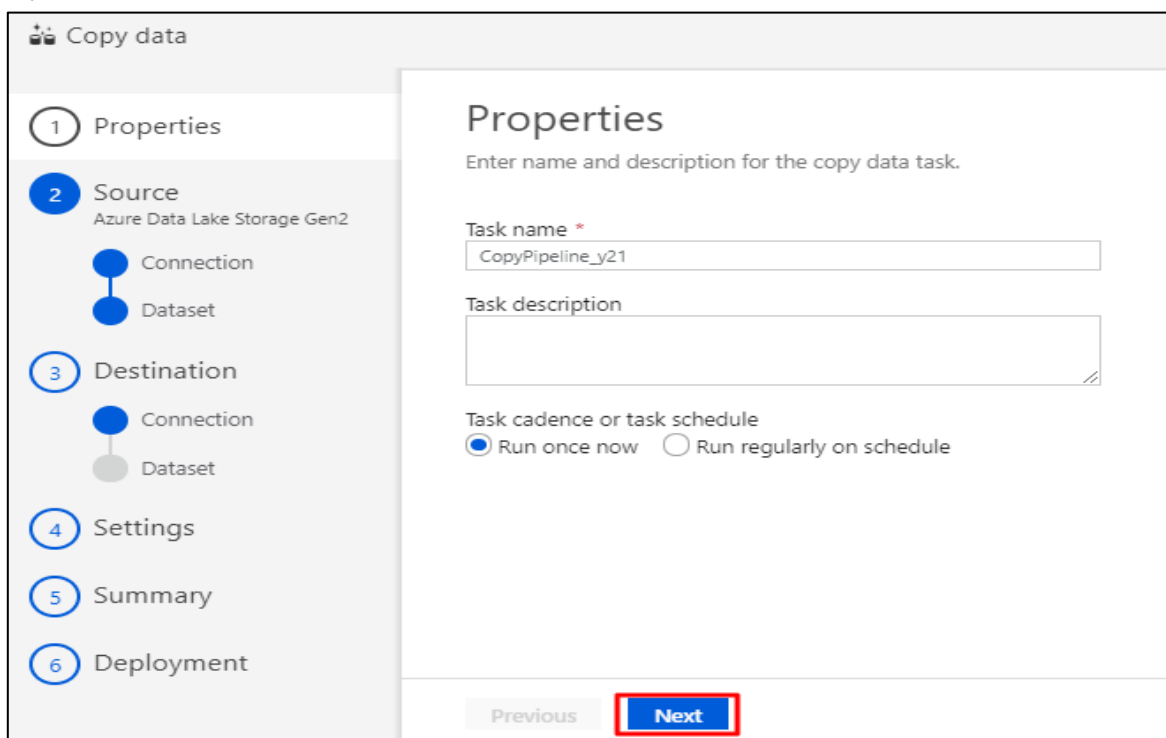 Copy data
1 Properties
2 Source
Azure Data Lake Storage Gen2
Connection
Dataset
3 Destination
Connection
Dataset
4 Settings
5 Summary
6 Deployment
Properties
Enter name and description for the copy data task.
Task name *
CopyPipeline_y21
Task description
Task cadence or task schedule
Run once now Run regularly on schedule
Previous Next